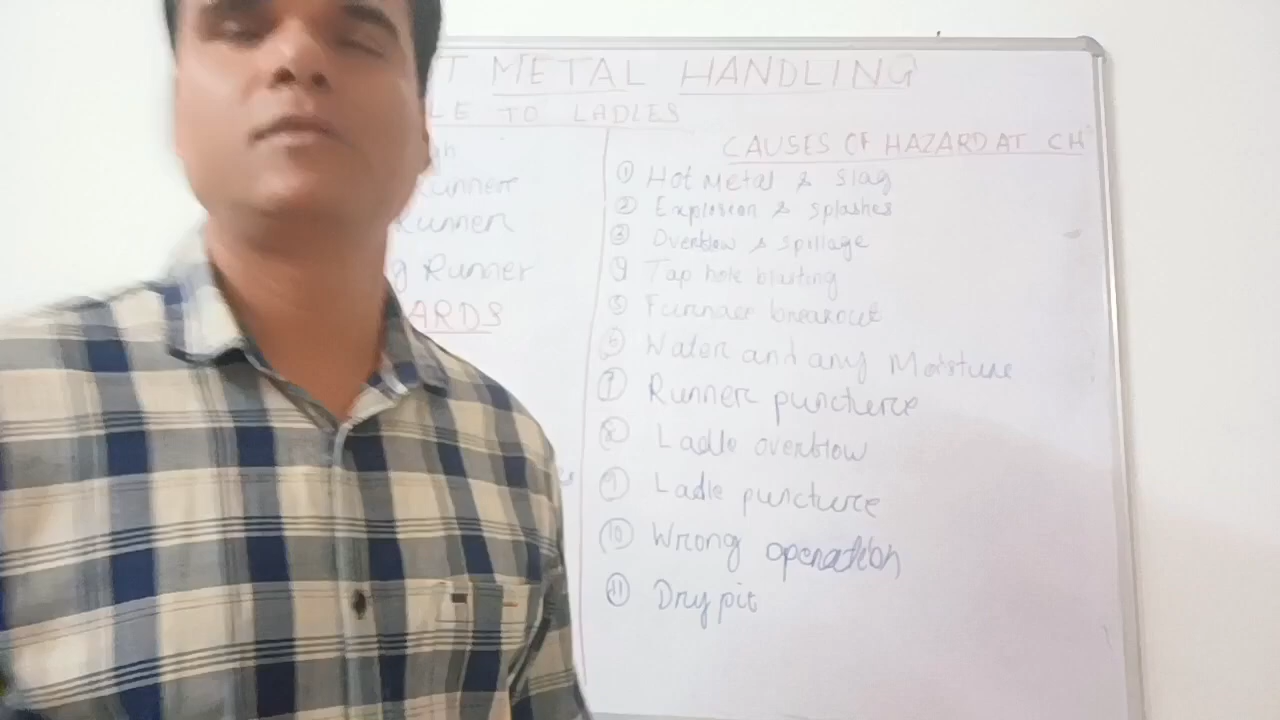 T METAL HANDLING
LE TO LADLES
Runner
Runner
g Runner
ARDS
CAUSES OF HAZARD AT CH
① Hot Metal & Slag
② Explosion & splashes
③ Overflow & spillage
④ Tap hole blasting
⑤ Furnace breakout
⑥ Water and any Moisture
⑦ Runner puncture
⑧ Ladle overflow
⑨ Ladle puncture
⑩ Wrong operation
⑪ Dry pit